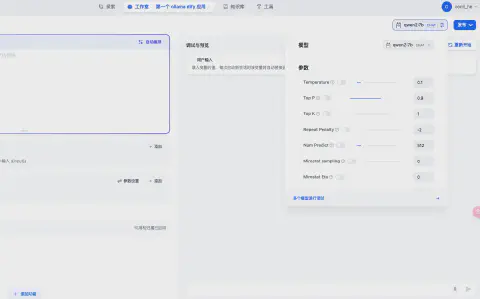 探索
工作室
第一个 ollama dify 应用
知识库
工具
qwen2:7b
CHAT
发布
自动编排
调试与预览
重新开始
用户输入
模型
qwen2:7b
CHAT
参数
Temperature
0.1
Top P
0.9
Top K
1
Repeat Penalty
-2
Num Predict
512
Mirostat sampling
0
Mirostat Eta
0
多个模型进行调试
添加
参数设置
添加
添加功能